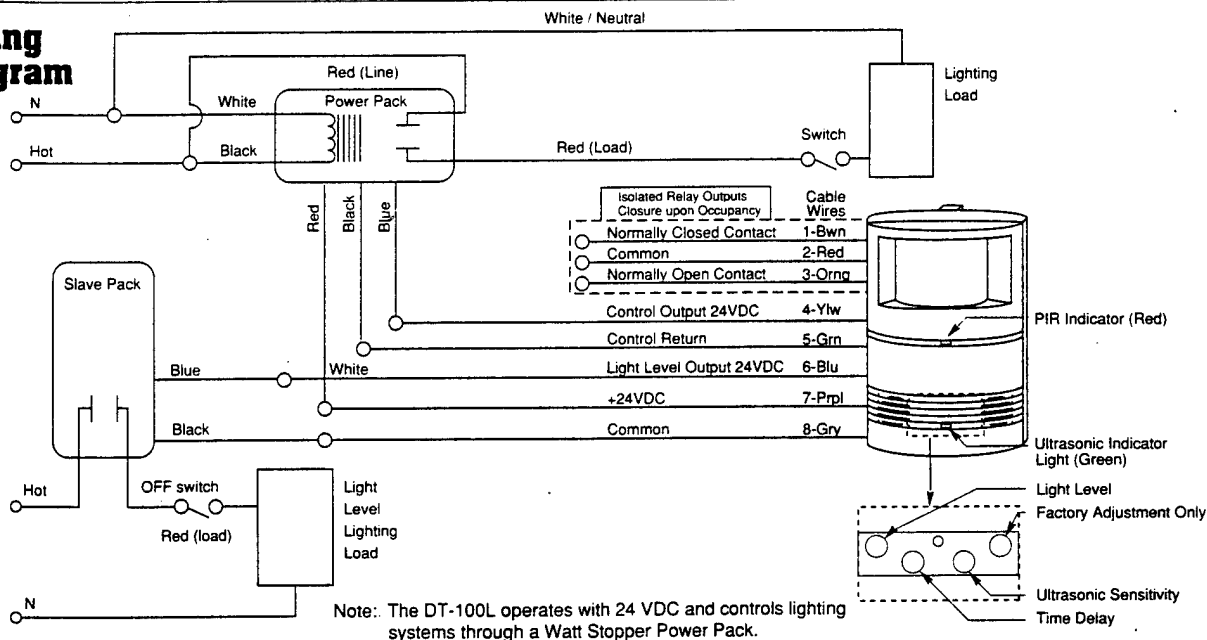 White / Neutral
ng
gram
N
White
Red (Line)
Power Pack
Lighting
Load
Hot
Black
Red (Load)
Switch
Red
Black
Blue
Isolated Relay Outputs
Closure upon Occupancy
Cable
Wires
Normally Closed Contact 1-Bwn
Common 2-Red
Normally Open Contact 3-Orng
Slave Pack
Control Output 24VDC 4-Ylw
PIR Indicator (Red)
Control Return 5-Grn
Blue
White
Light Level Output 24VDC 6-Blu
+24VDC 7-Prpl
Black
Common 8-Gry
Ultrasonic Indicator
Light (Green)
Hot
OFF switch
Red (load)
Light
Level
Lighting
Load
Light Level
Factory Adjustment Only
Ultrasonic Sensitivity
Time Delay
N
Note:. The DT-100L operates with 24 VDC and controls lighting
systems through a Watt Stopper Power Pack.